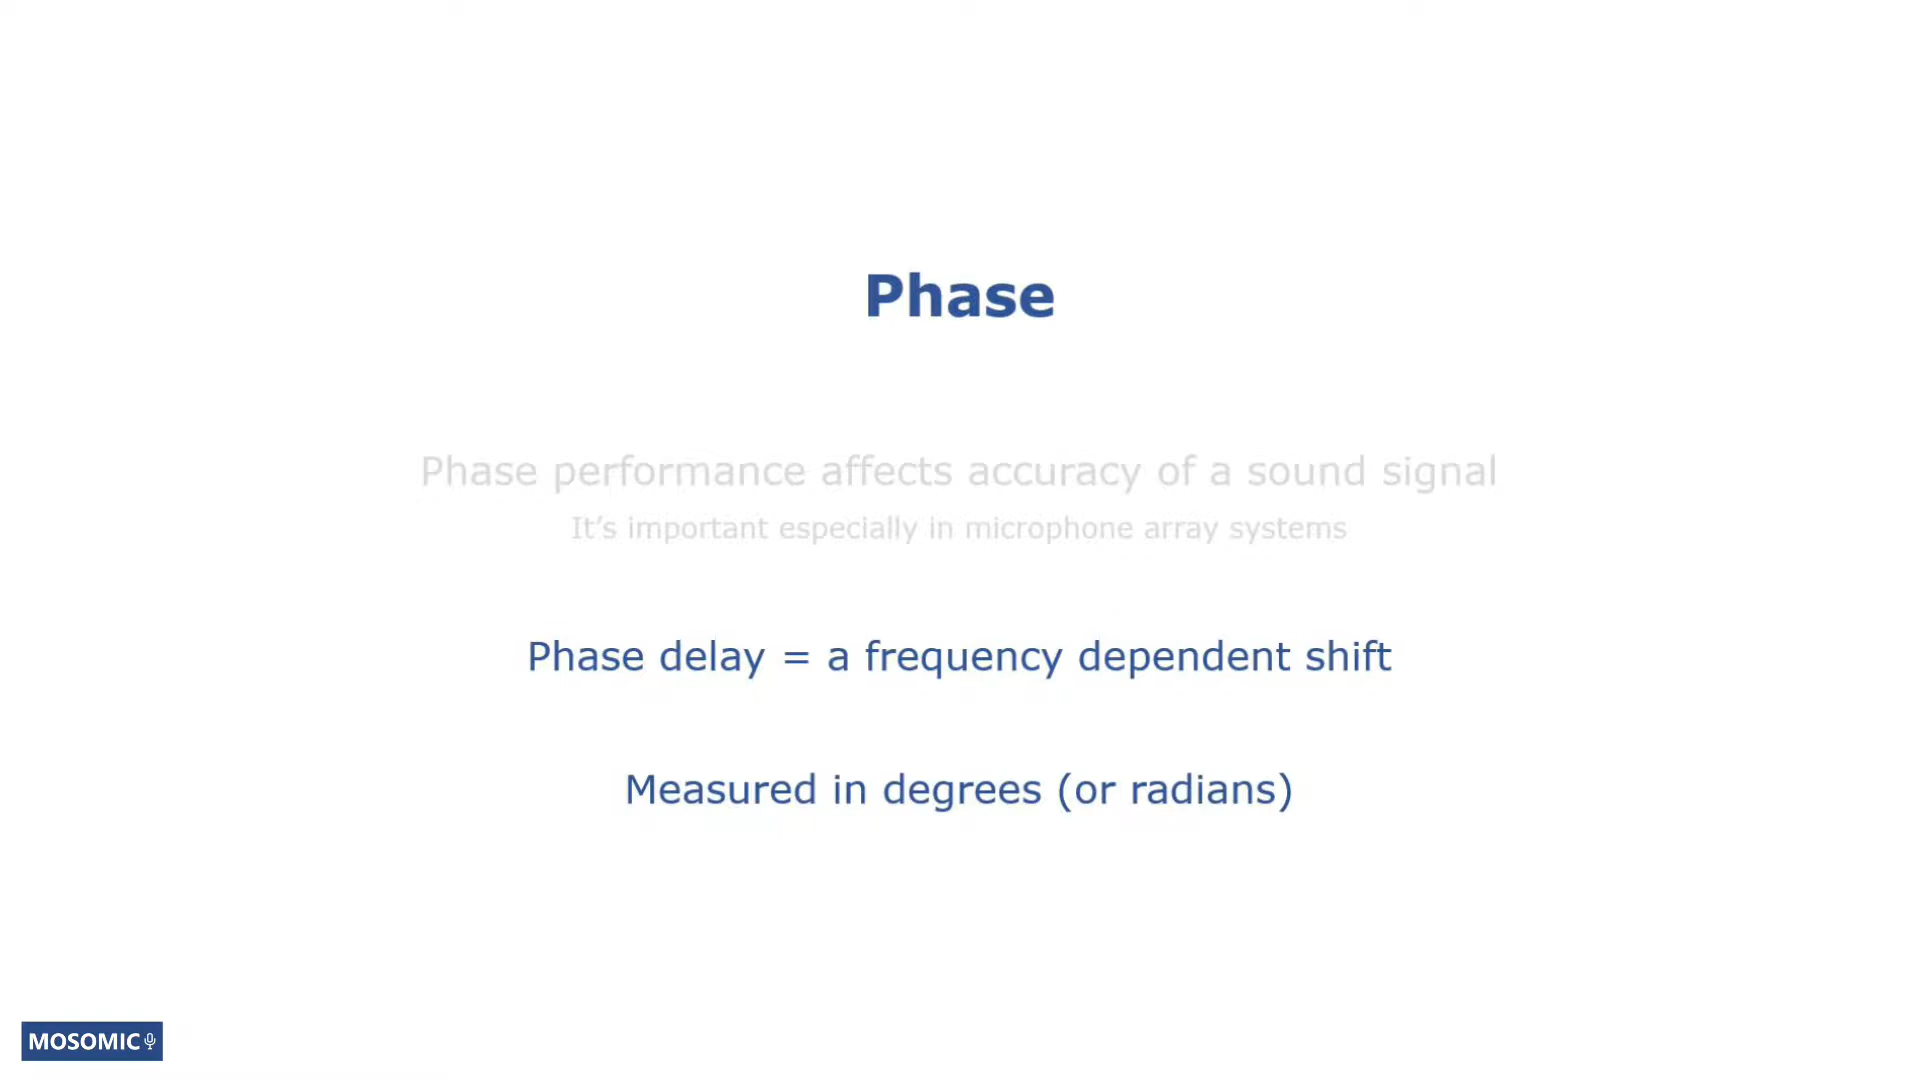 Phase
Phase performance affects accuracy of a sound signal
It’s important especially in microphone array systems
Phase delay = a frequency dependent shift
Measured in degrees (or radians)
MOSOMIC